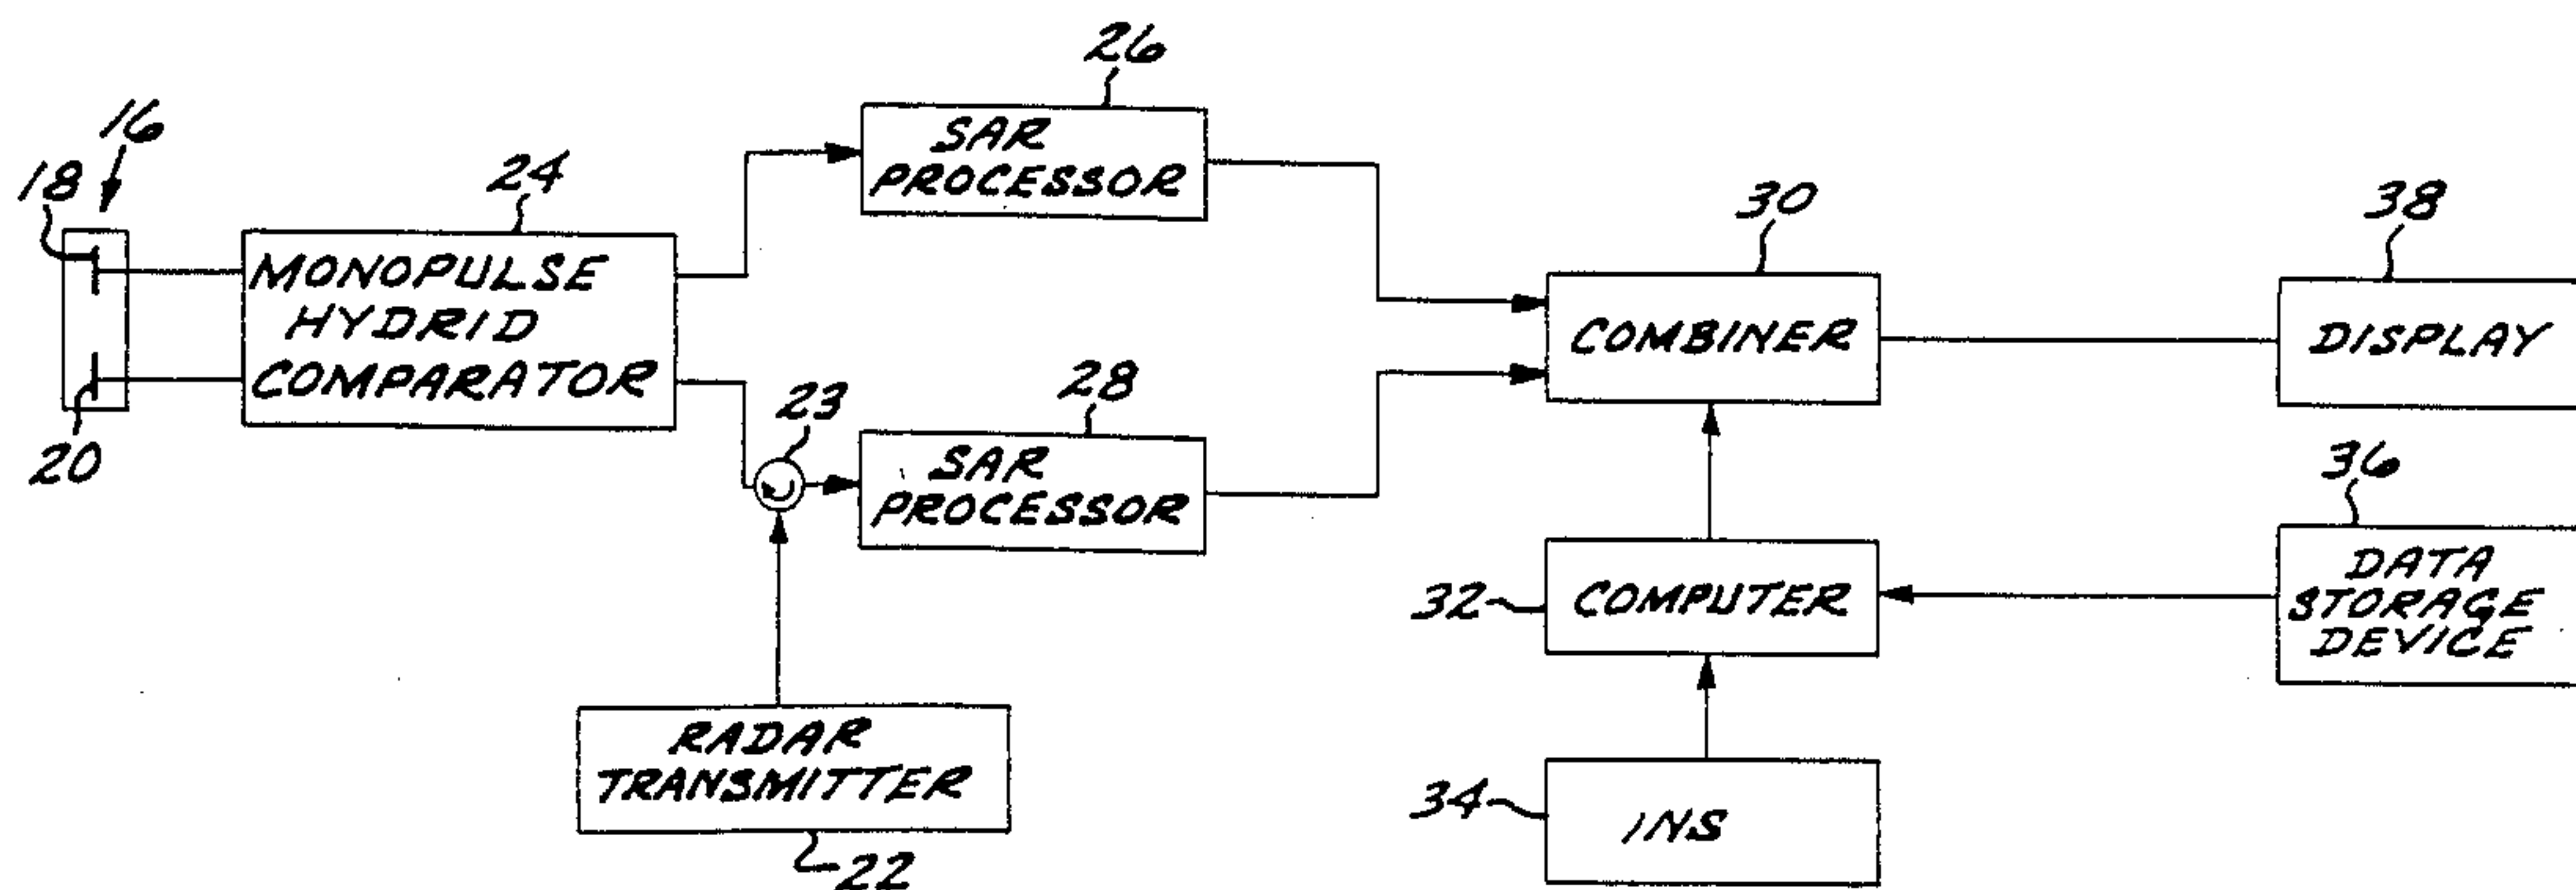 26
SAR
PROCESSOR
16
18
24
MONOPULSE
HYDRID
COMPARATOR
20
30
COMBINER
38
DISPLAY
23
28
SAR
PROCESSOR
36
DATA
STORAGE
DEVICE
32
COMPUTER
RADAR
TRANSMITTER
22
34
INS